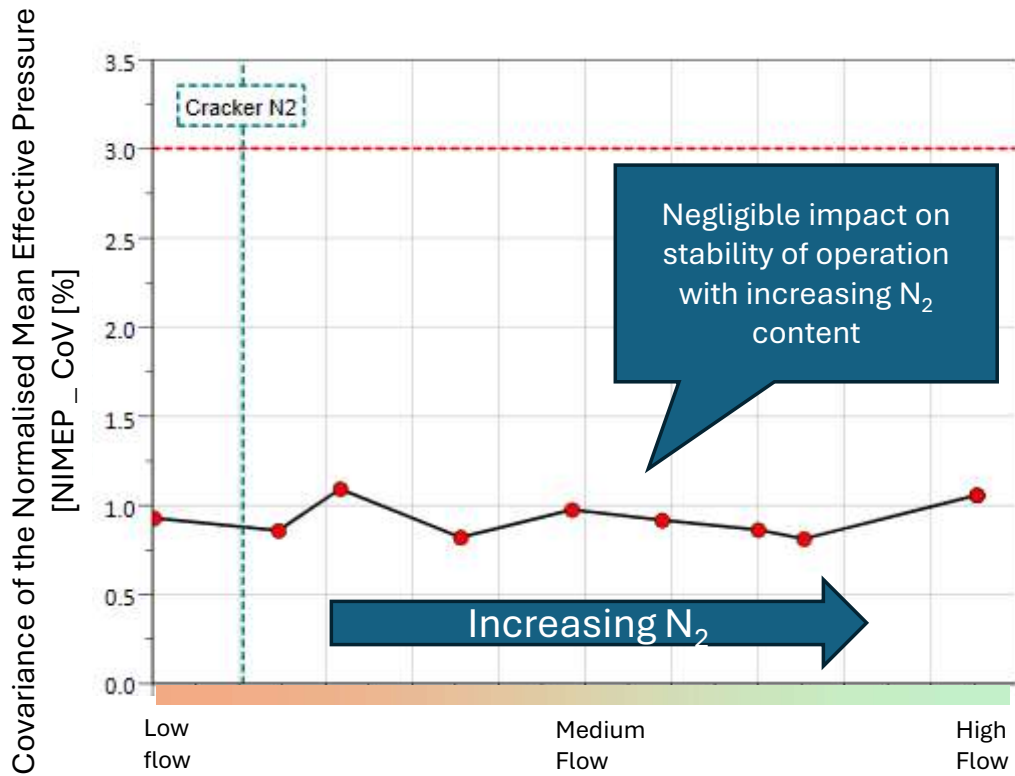 Covariance of the Normalised Mean Effective Pressure
[NIMEP _ CoV [%]
3.5
3.0
2.5
2.0
1.5
1.0
0.5
0.0
Cracker N2
Negligible impact on
stability of operation
with increasing N₂
content
Increasing N₂
Low
flow
Medium
Flow
High
Flow